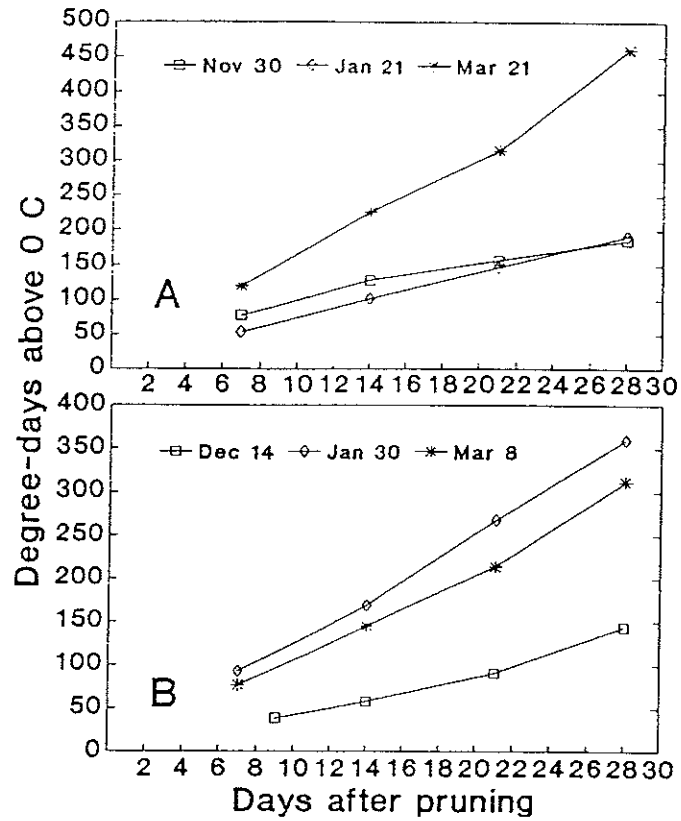 Degree-days above 0 C
500
450
400
350
300
250
200
150
100
50
0
Nov 30 Jan 21 Mar 21
A
2 4 6 8 10 12 14 16 18 20 22 24 26 28 30
400
350
300
250
200
150
100
50
0
Dec 14 Jan 30 Mar 8
B
2 4 6 8 10 12 14 16 18 20 22 24 26 28 30
Days after pruning